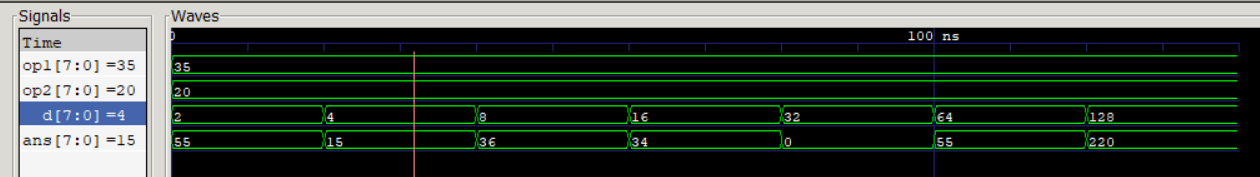 Signals Waves
Time 0 100 ns
op1[7:0] =35 35
op2[7:0] =20 20
d[7:0] =4 2 4 8 16 32 64 128
ans[7:0] =15 55 15 36 34 0 55 220